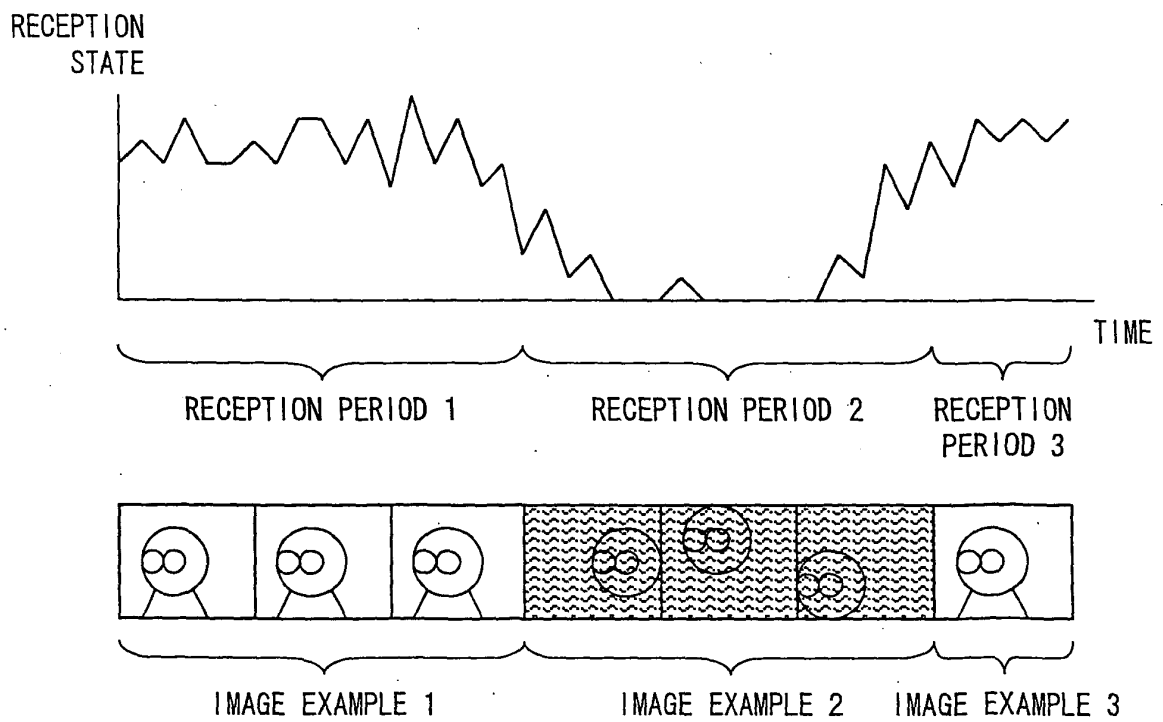 RECEPTION
STATE
TIME
RECEPTION PERIOD 1
RECEPTION PERIOD 2
RECEPTION
PERIOD 3
IMAGE EXAMPLE 1
IMAGE EXAMPLE 2
IMAGE EXAMPLE 3